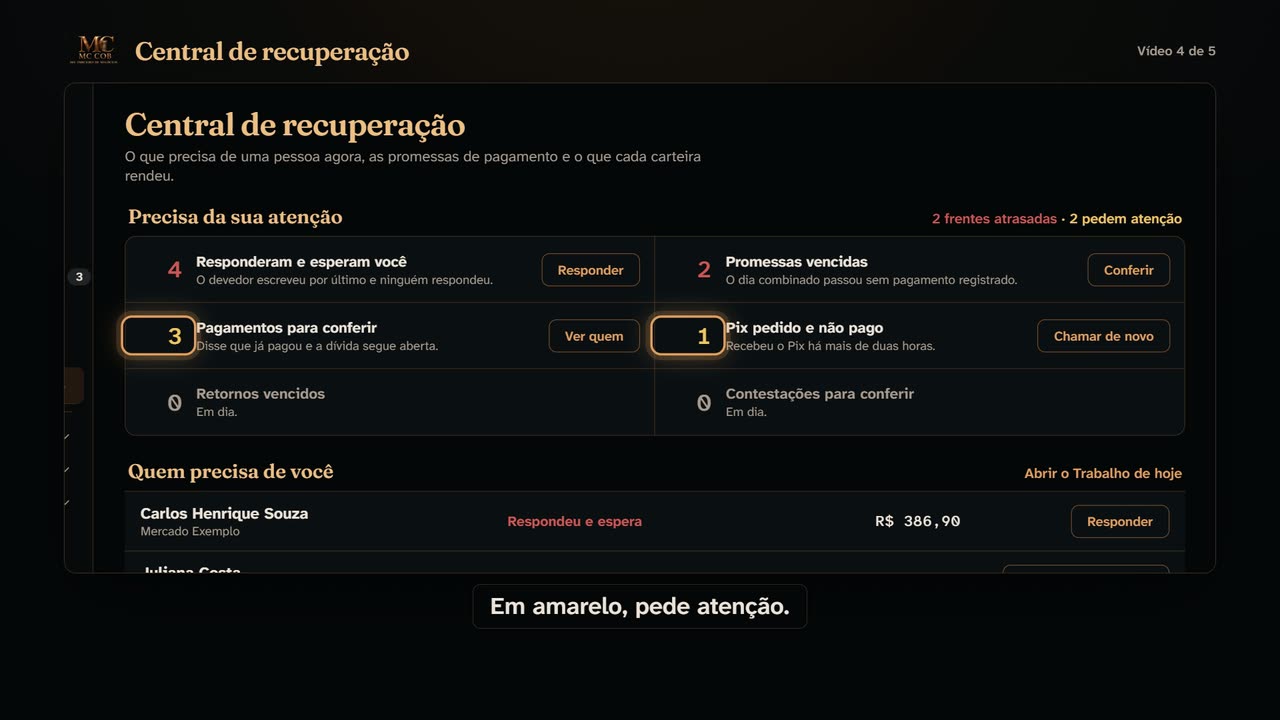 MC
MC COB
Central de recuperação
Vídeo 4 de 5
Central de recuperação
O que precisa de uma pessoa agora, as promessas de pagamento e o que cada carteira
rendeu.
Precisa da sua atenção
2 frentes atrasadas · 2 pedem atenção
3
4
Responderam e esperam você
O devedor escreveu por último e ninguém respondeu.
Responder
2
Promessas vencidas
O dia combinado passou sem pagamento registrado.
Conferir
3
Pagamentos para conferir
Disse que já pagou e a dívida segue aberta.
Ver quem
1
Pix pedido e não pago
Recebeu o Pix há mais de duas horas.
Chamar de novo
0
Retornos vencidos
Em dia.
0
Contestações para conferir
Em dia.
Quem precisa de você
Abrir o Trabalho de hoje
Carlos Henrique Souza
Mercado Exemplo
Respondeu e espera
R$ 386,90
Responder
Juliana Costa
Em amarelo, pede atenção.